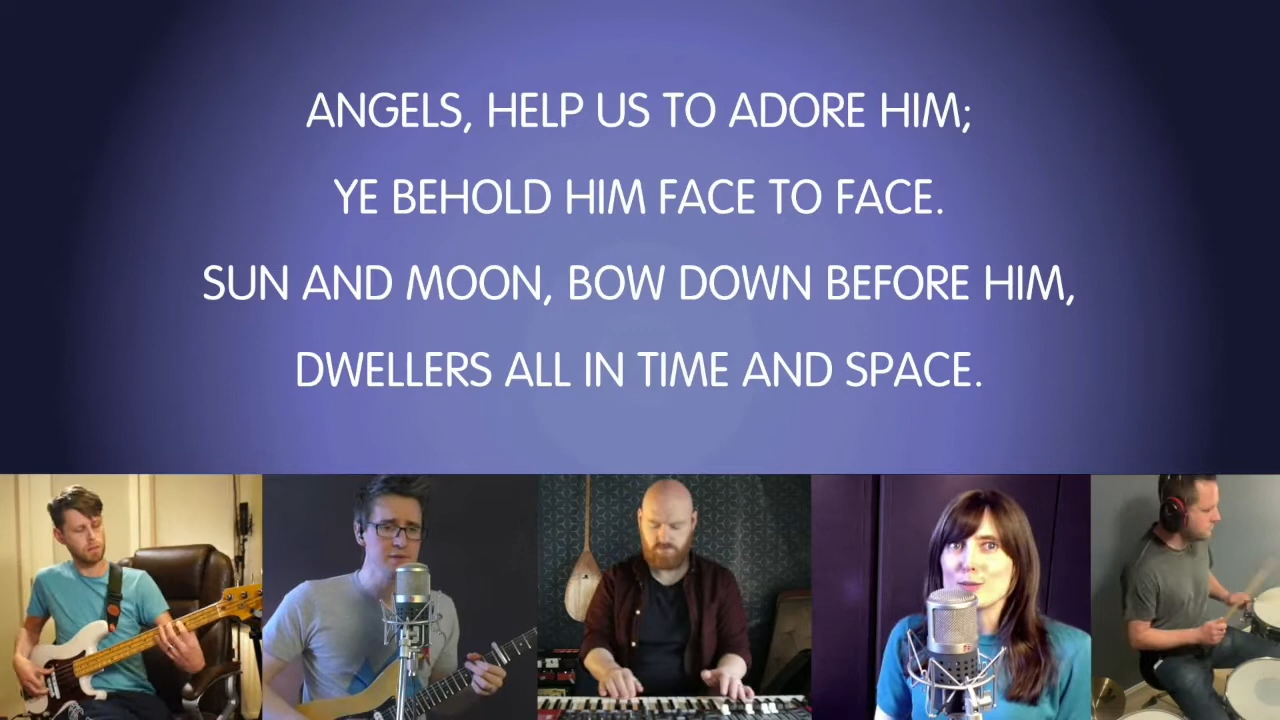 ANGELS, HELP US TO ADORE HIM;
YE BEHOLD HIM FACE TO FACE.
SUN AND MOON, BOW DOWN BEFORE HIM,
DWELLERS ALL IN TIME AND SPACE.